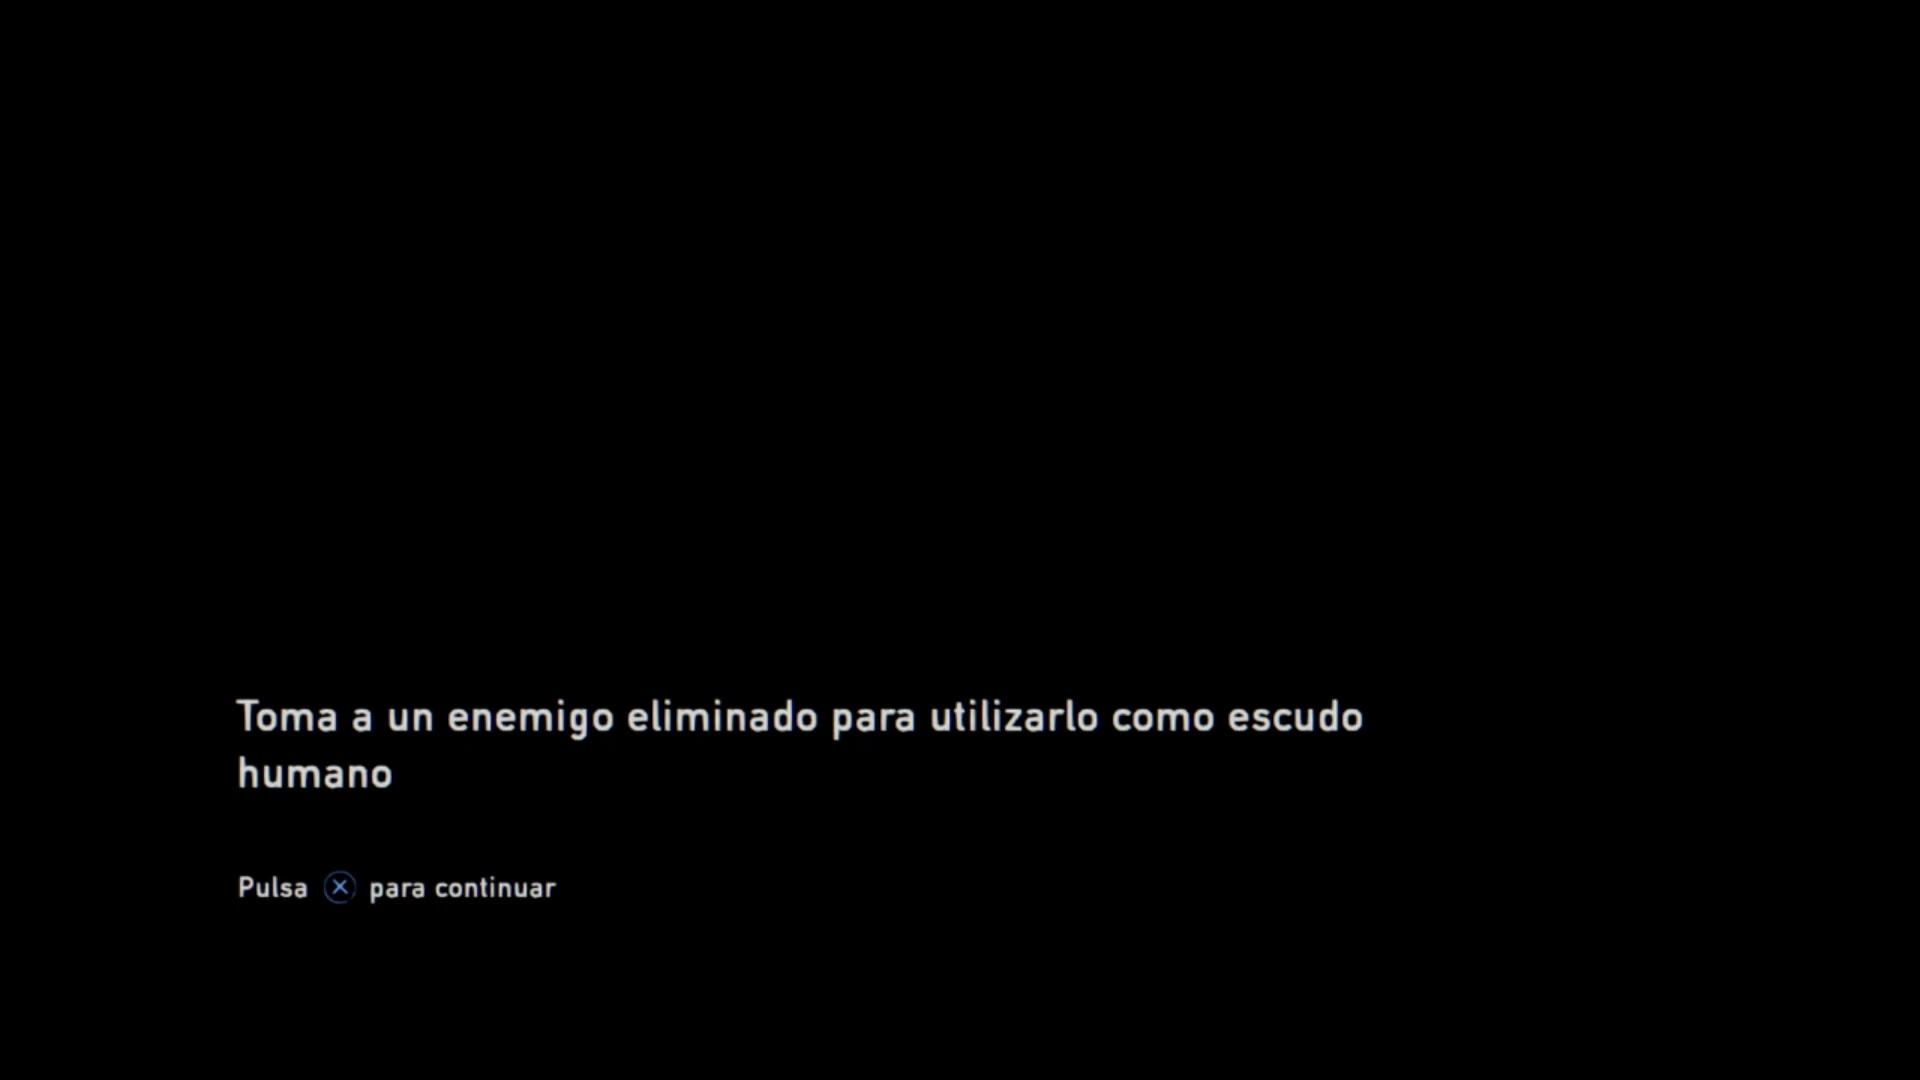 Toma a un enemigo eliminado para utilizarlo como escudo
humano
Pulsa ⓧ para continuar